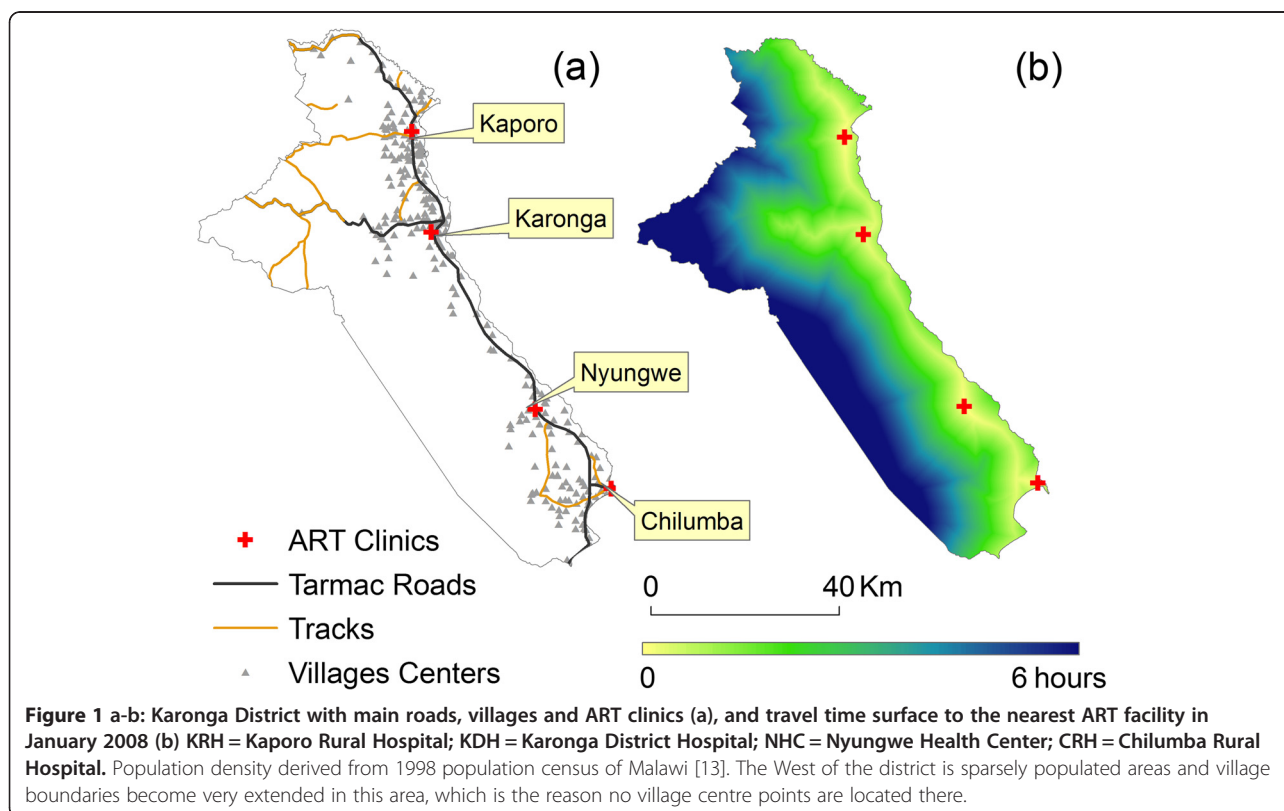 (a)
(b)
Kaporo
Karonga
Nyungwe
Chilumba
ART Clinics
Tarmac Roads
Tracks
Villages Centers
0 40 Km
0 6 hours
Figure 1 a-b: Karonga District with main roads, villages and ART clinics (a), and travel time surface to the nearest ART facility in
January 2008 (b) KRH = Kaporo Rural Hospital; KDH = Karonga District Hospital; NHC = Nyungwe Health Center; CRH = Chilumba Rural
Hospital. Population density derived from 1998 population census of Malawi [13]. The West of the district is sparsely populated areas and village
boundaries become very extended in this area, which is the reason no village centre points are located there.